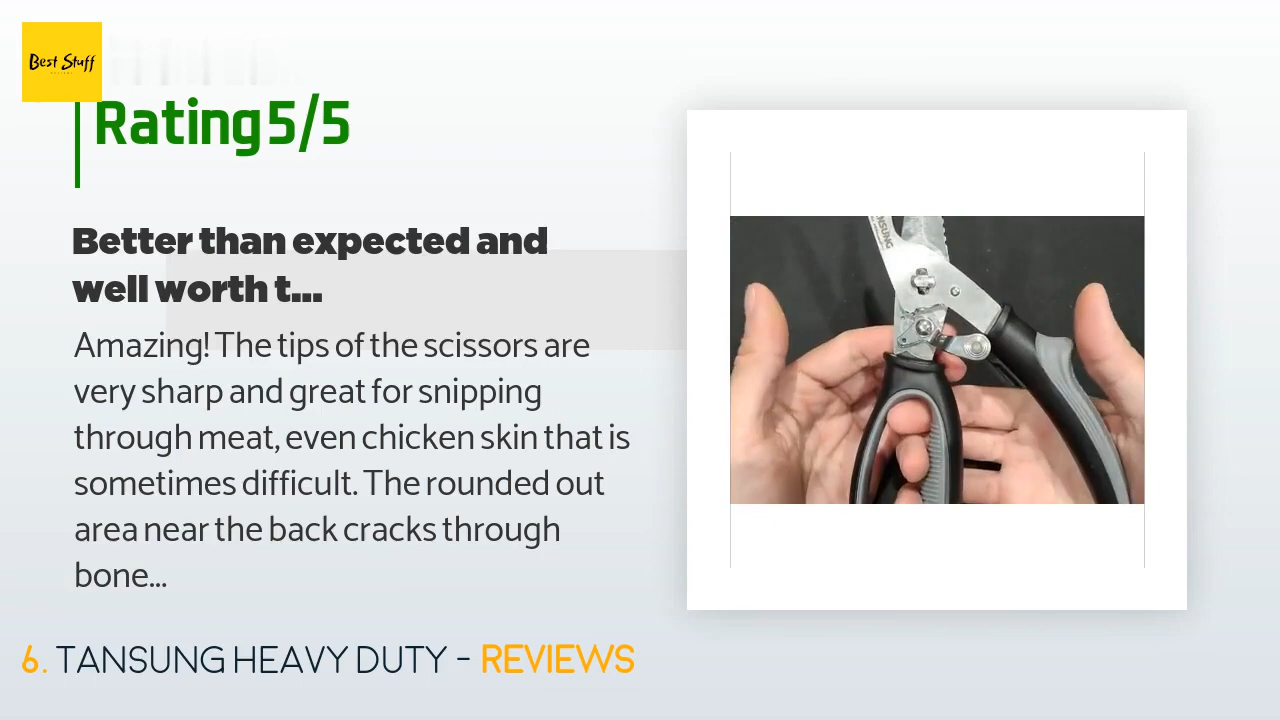 Best Stuff
Rating 5/5
Better than expected and
well worth t...
Amazing! The tips of the scissors are
very sharp and great for snipping
through meat, even chicken skin that is
sometimes difficult. The rounded out
area near the back cracks through
bone...
6. TANSUNG HEAVY DUTY - REVIEWS